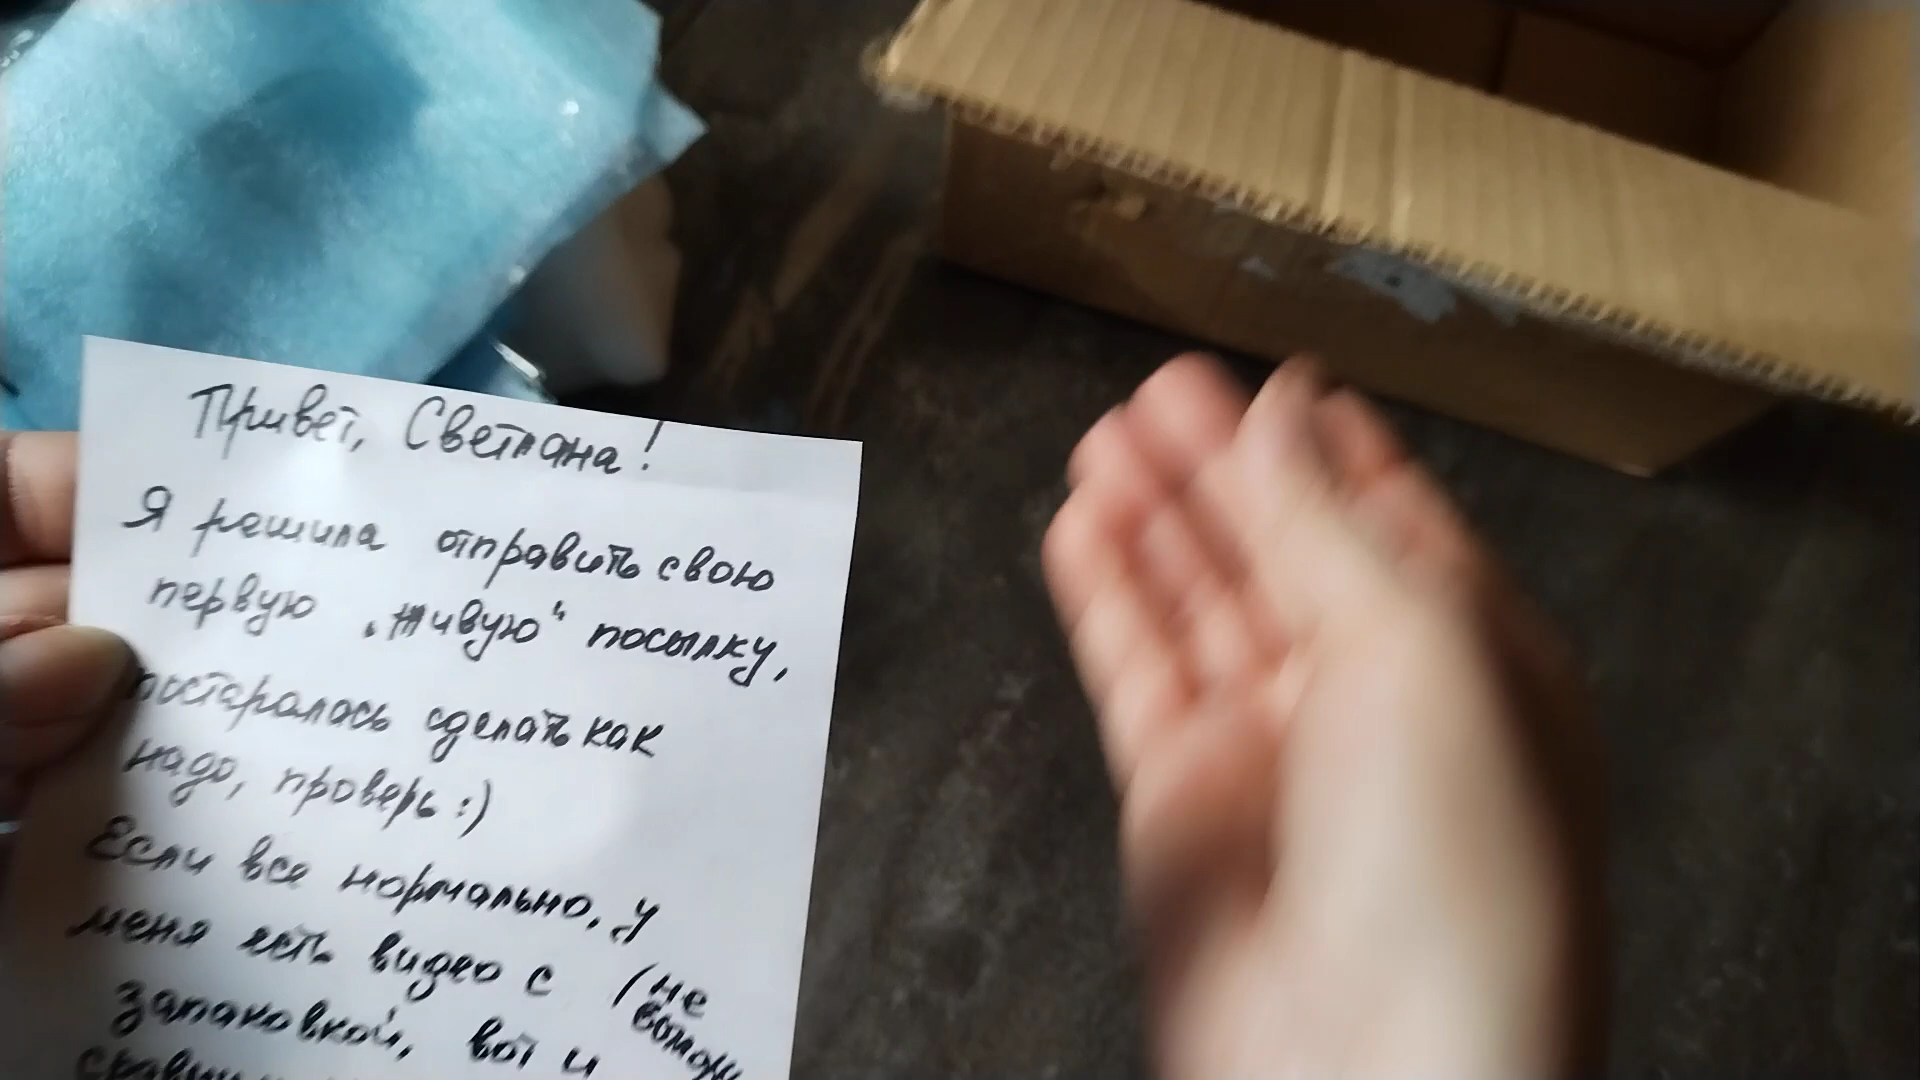 Привет, Светлана!
Я решила отправить свою
первую „живую“ посылку,
постаралась сделать как
надо, проверь :)
Если все нормально, у
меня есть видео с (не
запаковкой, вот и